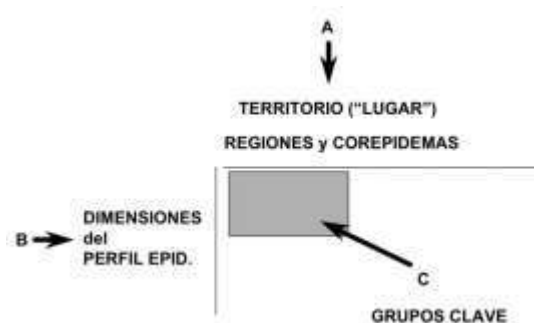 A
TERRITORIO (“LUGAR”)
REGIONES y COREPIDEMAS
DIMENSIONES
B del
PERFIL EPID.
C
GRUPOS CLAVE